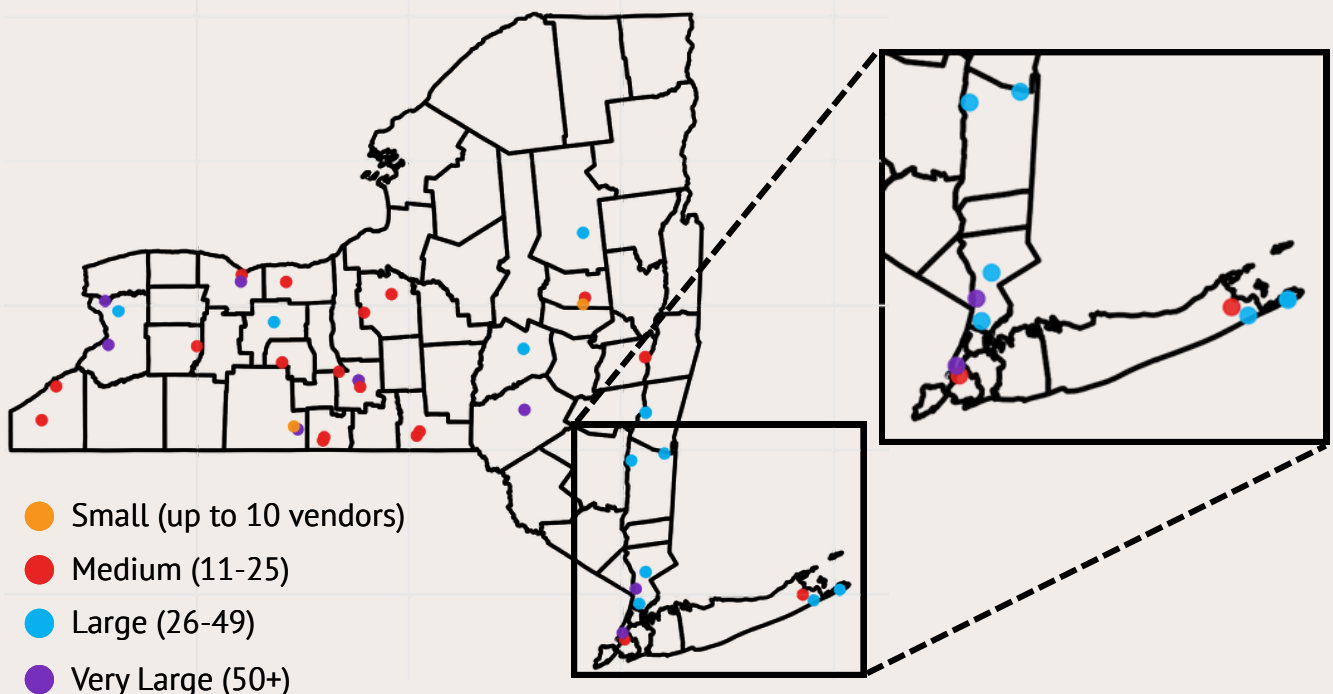 Small (up to 10 vendors)
Medium (11-25)
Large (26-49)
Very Large (50+)